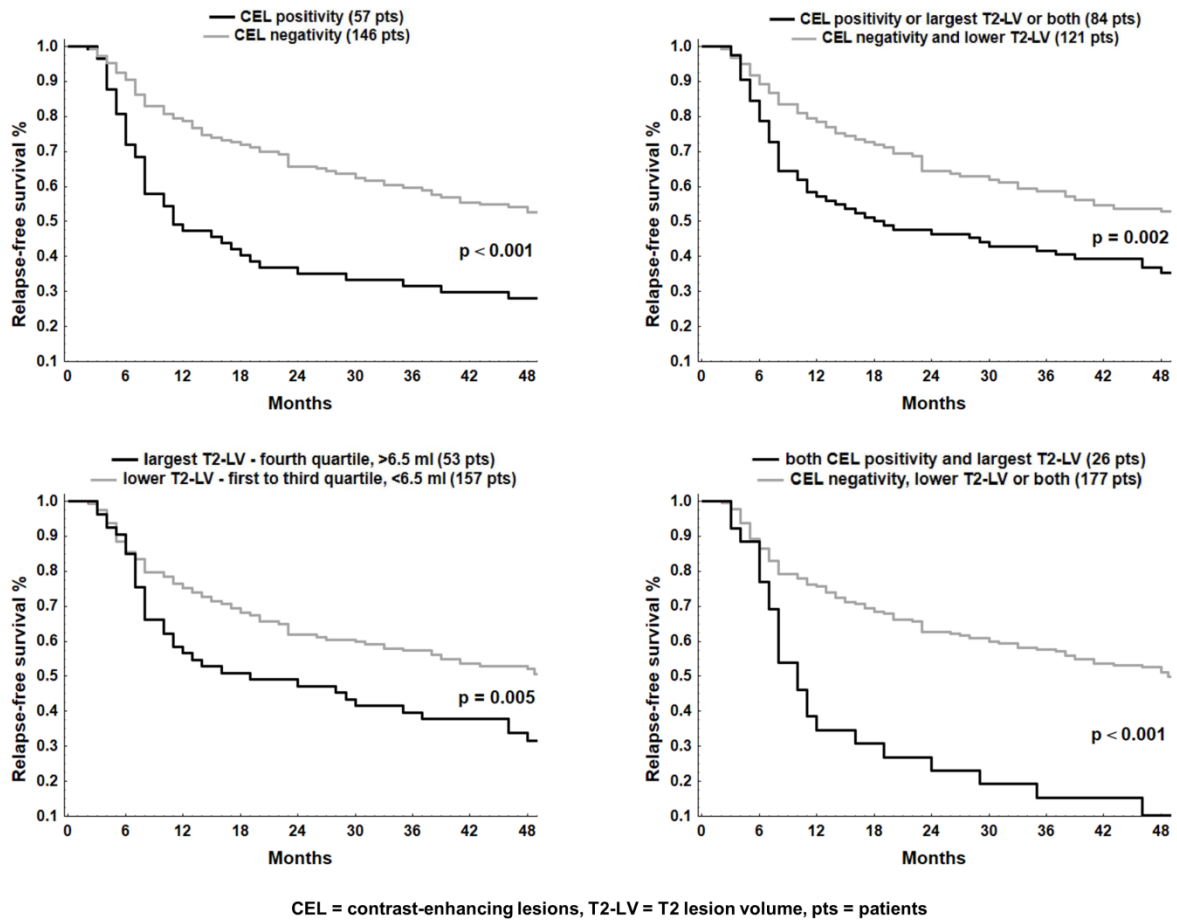 CEL positivity (57 pts)
CEL negativity (146 pts)
Relapse-free survival %
1.0
0.9
0.8
0.7
0.6
0.5
0.4
0.3
0.2
0.1
p < 0.001
0 6 12 18 24 30 36 42 48
Months
CEL positivity or largest T2-LV or both (84 pts)
CEL negativity and lower T2-LV (121 pts)
Relapse-free survival %
1.0
0.9
0.8
0.7
0.6
0.5
0.4
0.3
0.2
0.1
p = 0.002
0 6 12 18 24 30 36 42 48
Months
largest T2-LV - fourth quartile, >6.5 ml (53 pts)
lower T2-LV - first to third quartile, <6.5 ml (157 pts)
Relapse-free survival %
1.0
0.9
0.8
0.7
0.6
0.5
0.4
0.3
0.2
0.1
p = 0.005
0 6 12 18 24 30 36 42 48
Months
both CEL positivity and largest T2-LV (26 pts)
CEL negativity, lower T2-LV or both (177 pts)
Relapse-free survival %
1.0
0.9
0.8
0.7
0.6
0.5
0.4
0.3
0.2
0.1
p < 0.001
0 6 12 18 24 30 36 42 48
Months
CEL = contrast-enhancing lesions, T2-LV = T2 lesion volume, pts = patients